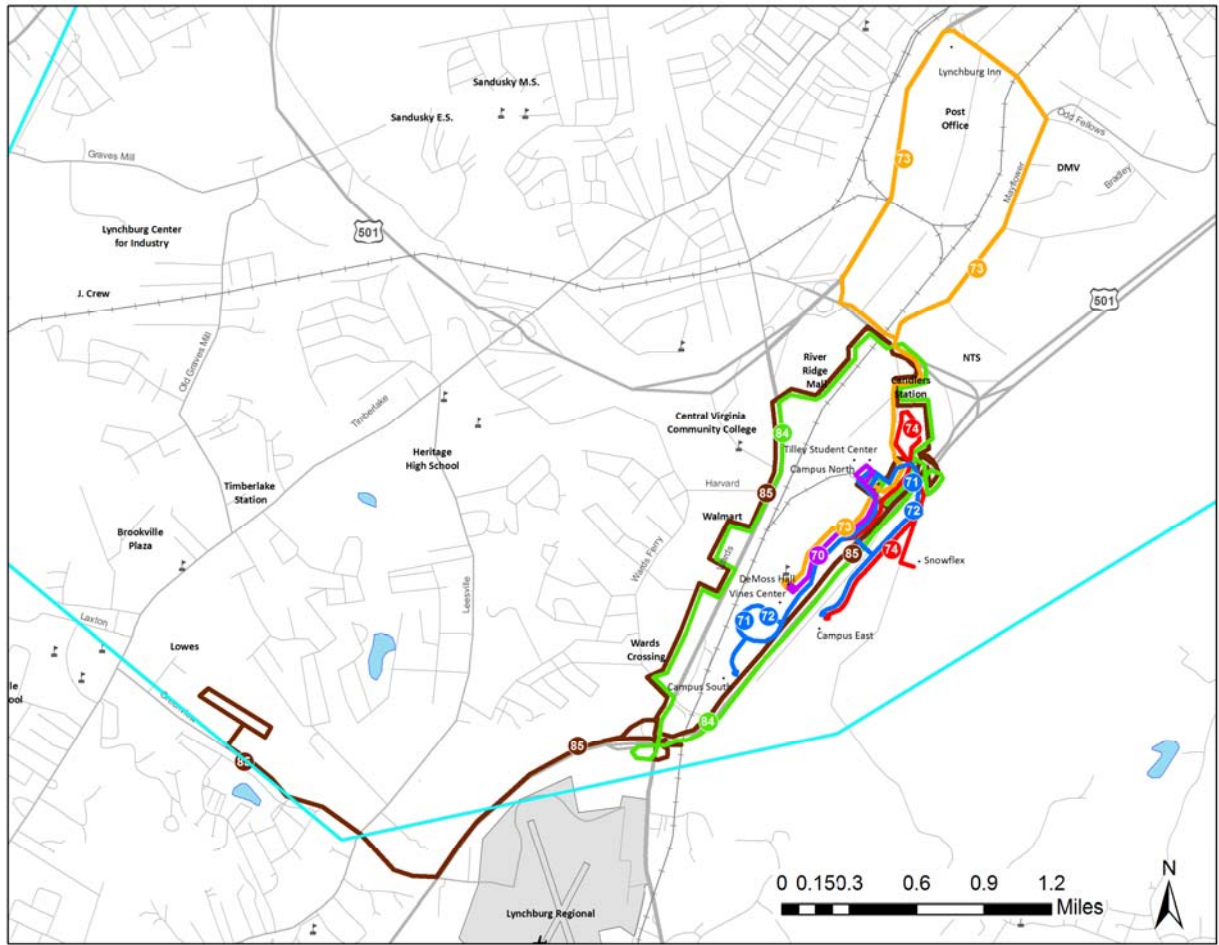 Lynchburg Inn
Sandusky M.S.
Post
Office
Sandusky E.S.
Odd Fellows
Graves Mill
73
DMV
Bradley
Mayflower
501
Lynchburg Center
for Industry
73
J. Crew
501
Old Graves Mill
River
Ridge
Mall
NTS
Candlers
Station
Timberlake
Central Virginia
Community College
84
74
Heritage
High School
Tilley Student Center
Campus North
Harvard
71
Timberlake
Station
85
72
Walmart
Brookville
Plaza
73
70
85
74
Snowflex
Wards Ferry
Wards
DeMoss Hall
Vines Center
Leesville
71
72
Laxton
Campus East
Lowes
Wards
Crossing
Campus South
Greenview
84
85
85
N
0 0.15 0.3 0.6 0.9 1.2
Miles
Lynchburg Regional